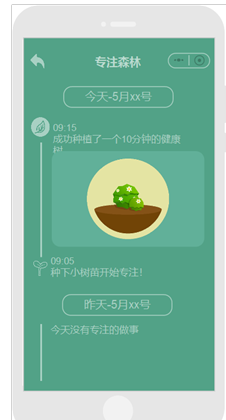 专注森林
今天-5月xx号
09:15
成功种植了一个10分钟的健康
树
09:05
种下小树苗开始专注！
昨天-5月xx号
今天没有专注的做事